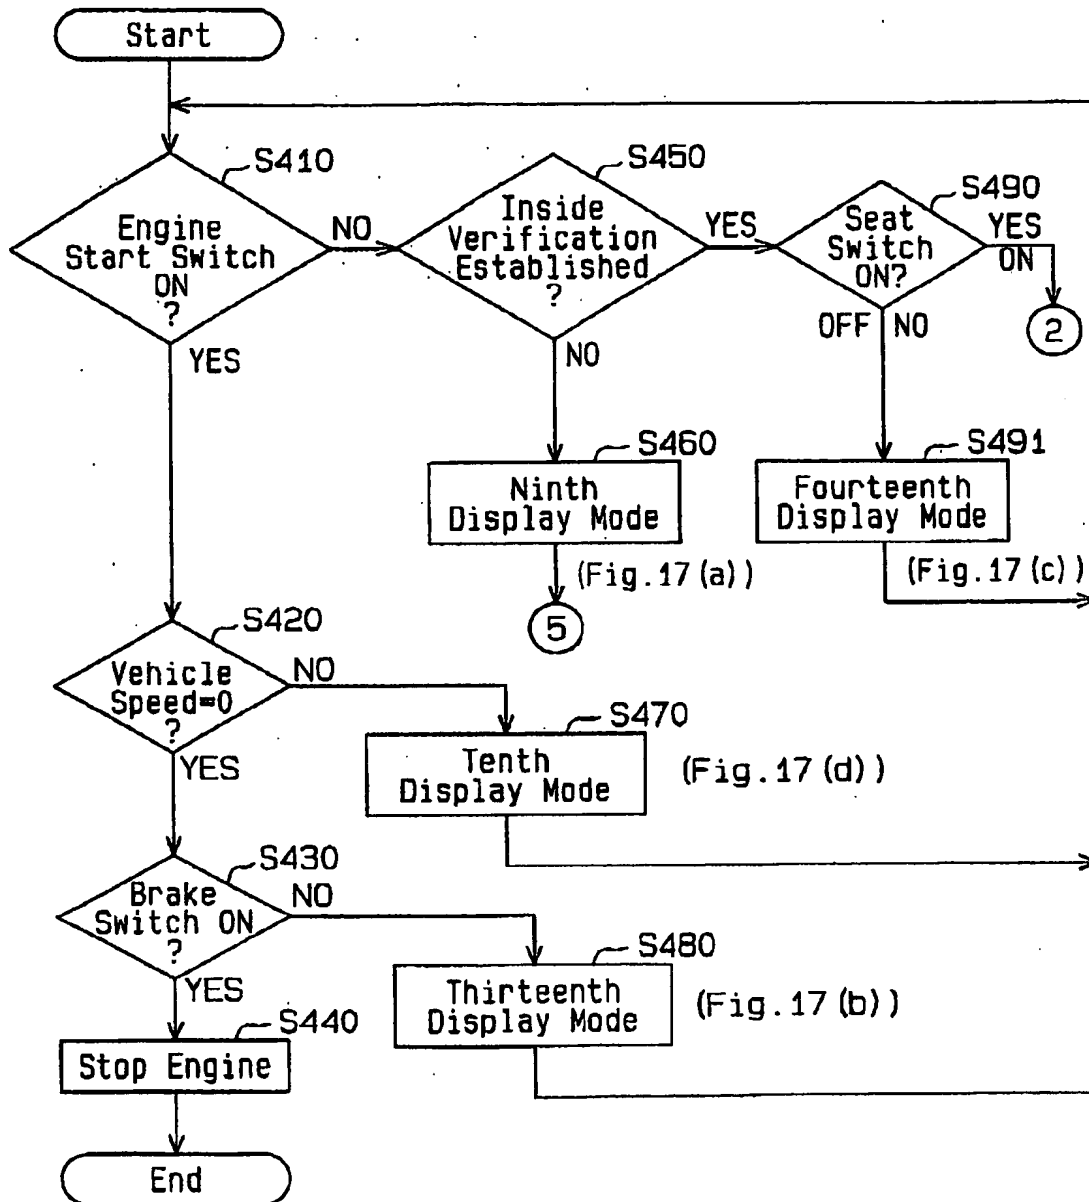 Start
S410
Engine
Start Switch
ON
?
NO
YES
S450
Inside
Verification
Established
?
YES
NO
S490
Seat
Switch
ON?
YES
ON
OFF NO
2
S460
Ninth
Display Mode
(Fig.17(a))
5
S491
Fourteenth
Display Mode
(Fig.17(c))
S420
Vehicle
Speed=0
?
NO
YES
S470
Tenth
Display Mode
(Fig.17(d))
S430
Brake
Switch ON
?
NO
YES
S480
Thirteenth
Display Mode
(Fig.17(b))
S440
Stop Engine
End